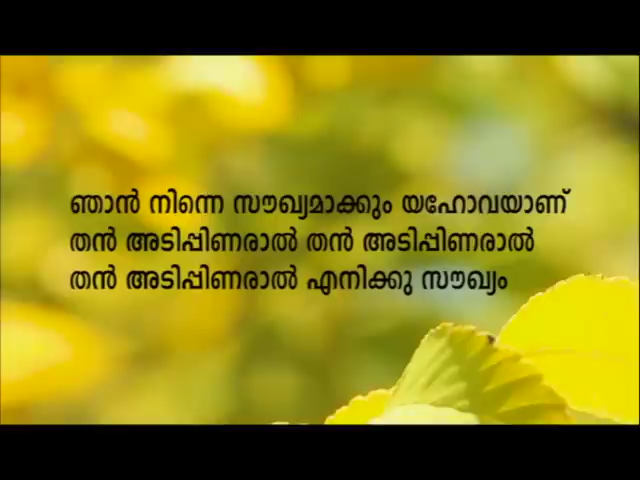 ഞാൻ നിന്നെ സൗഖ്യമാക്കും യഹോവയാണ്
തൻ അടിപ്പിണരാൽ തൻ അടിപ്പിണരാൽ
തൻ അടിപ്പിണരാൽ എനിക്കു സൗഖ്യം